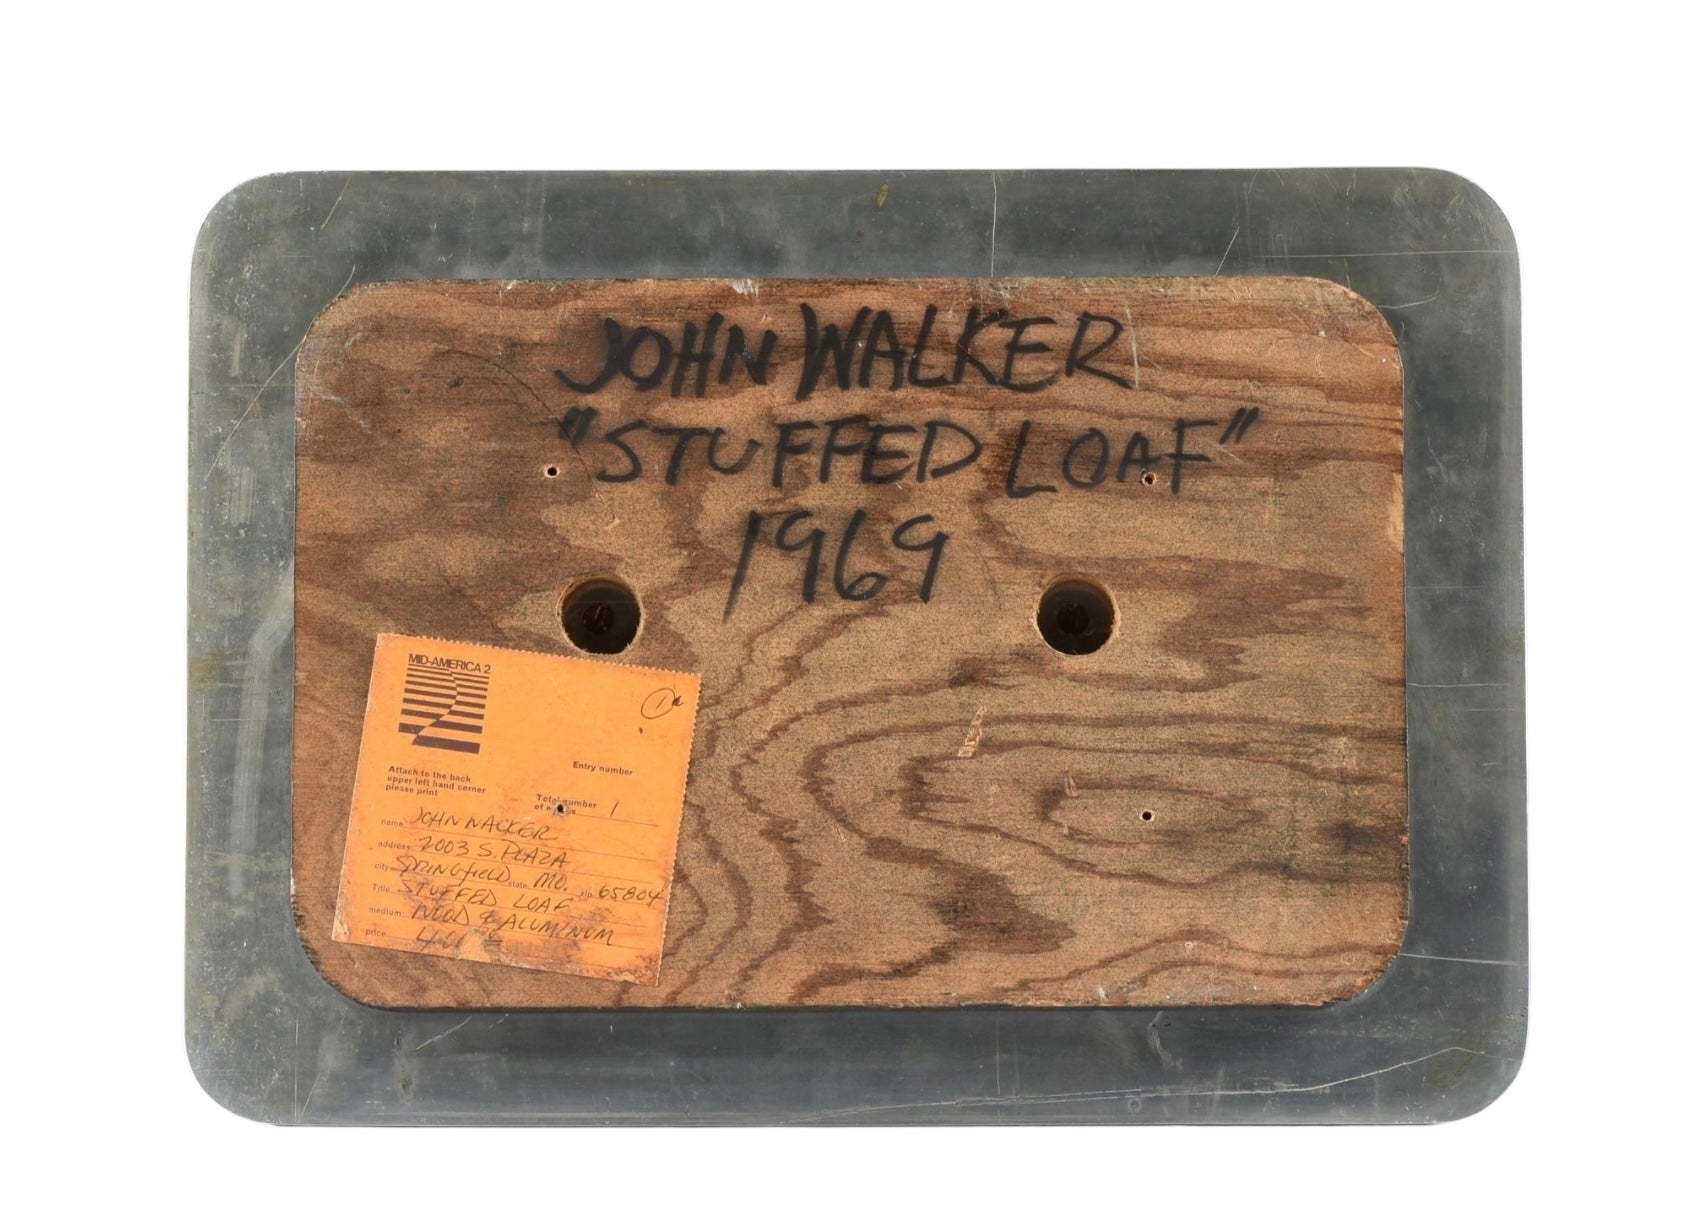 JOHN WALKER
"STUFFED LOAF"
1969
MID-AMERICA 2
1
Attach to the back
upper left hand corner
please print
Entry number
Total number
of 1
name JOHN WALKER
address 2003 S. PLAZA
city SPRINGfiELD state MO. zip 65804
Title STUFFED LOAF
medium: WOOD & ALUMINUM
price